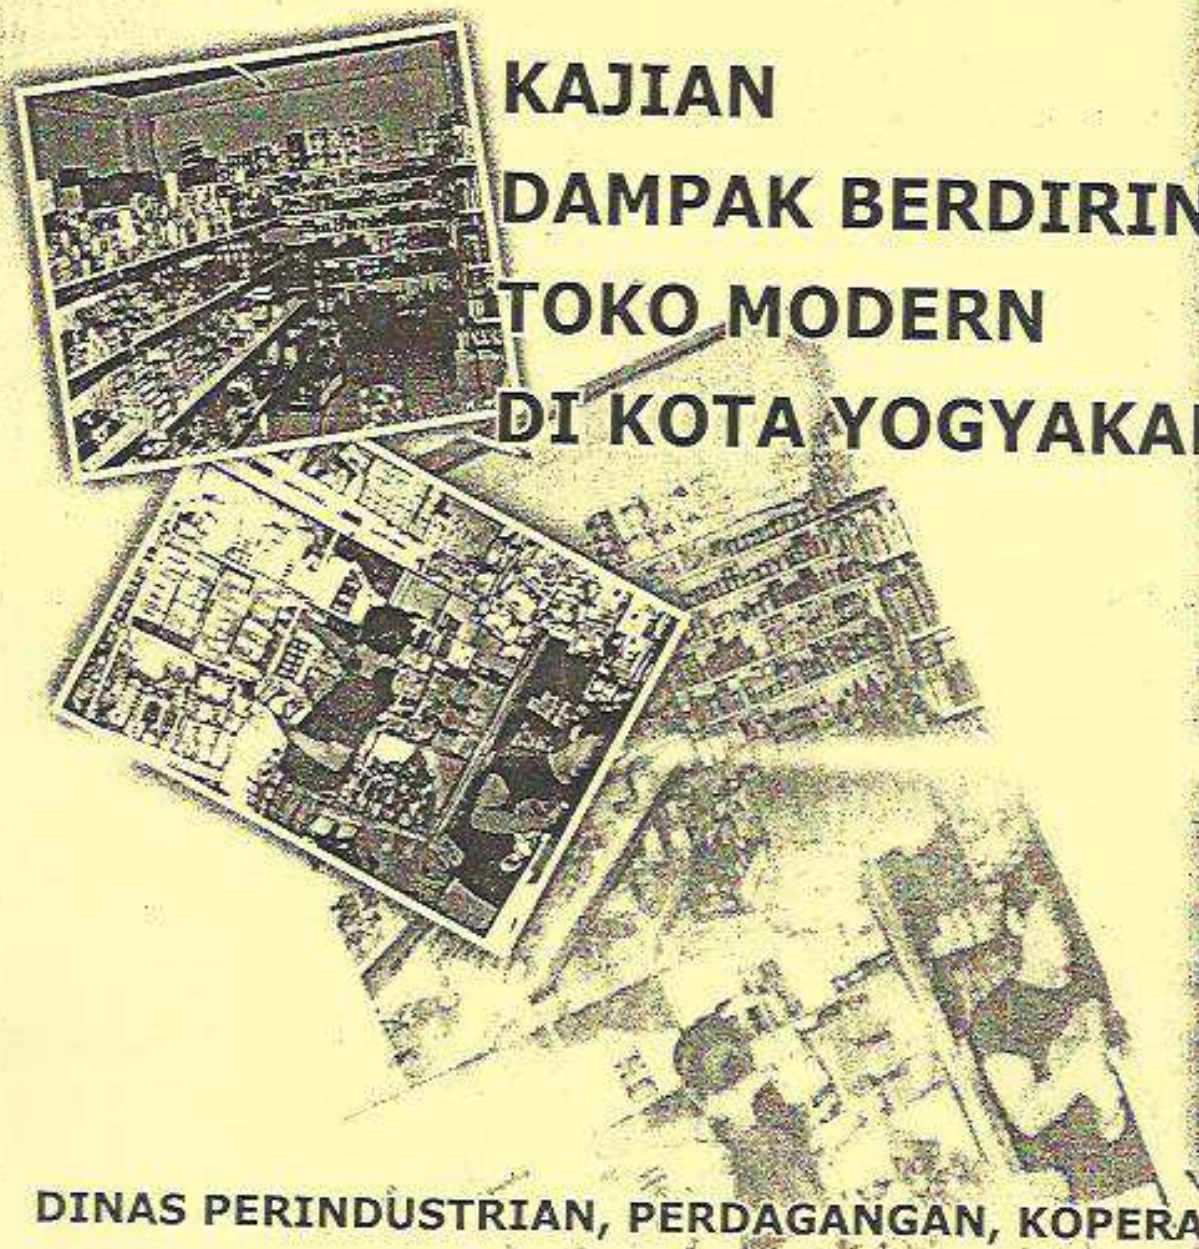 KAJIAN
DAMPAK BERDIRIN
TOKO MODERN
DI KOTA YOGYAKA
DINAS PERINDUSTRIAN, PERDAGANGAN, KOPERA